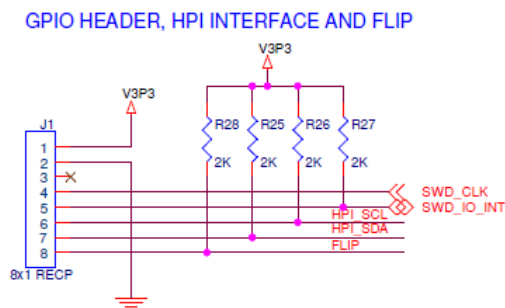 GPIO HEADER, HPI INTERFACE AND FLIP
V3P3
V3P3
J1
R28
R25
R26
R27
2K
2K
2K
2K
1
2
3
4
5
6
7
8
SWD_CLK
SWD_IO_INT
HPI_SCL
HPI_SDA
FLIP
8x1 RECP